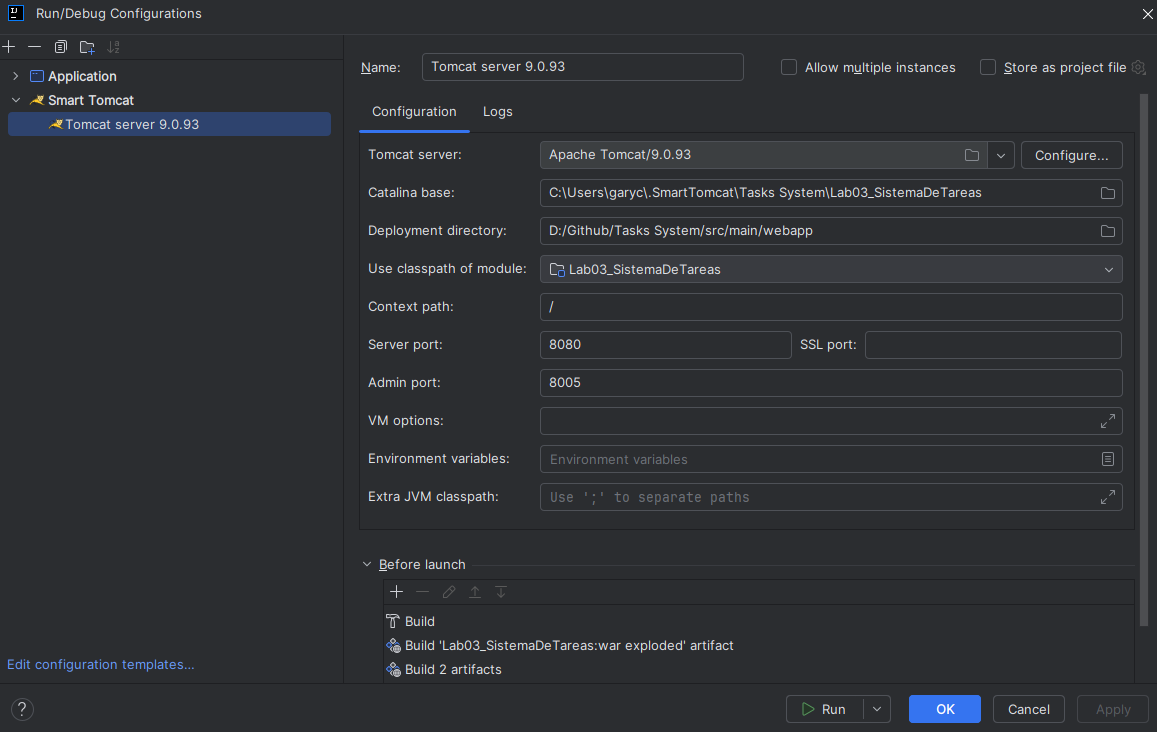 Run/Debug Configurations
Application
Smart Tomcat
Tomcat server 9.0.93
Edit configuration templates...
Name: Tomcat server 9.0.93 Allow multiple instances Store as project file
Configuration Logs
Tomcat server: Apache Tomcat/9.0.93 Configure...
Catalina base: C:\Users\garyc\.SmartTomcat\Tasks System\Lab03_SistemaDeTareas
Deployment directory: D:/Github/Tasks System/src/main/webapp
Use classpath of module: Lab03_SistemaDeTareas
Context path: /
Server port: 8080 SSL port:
Admin port: 8005
VM options:
Environment variables: Environment variables
Extra JVM classpath: Use ';' to separate paths
Before launch
Build
Build 'Lab03_SistemaDeTareas:war exploded' artifact
Build 2 artifacts
? Run OK Cancel Apply